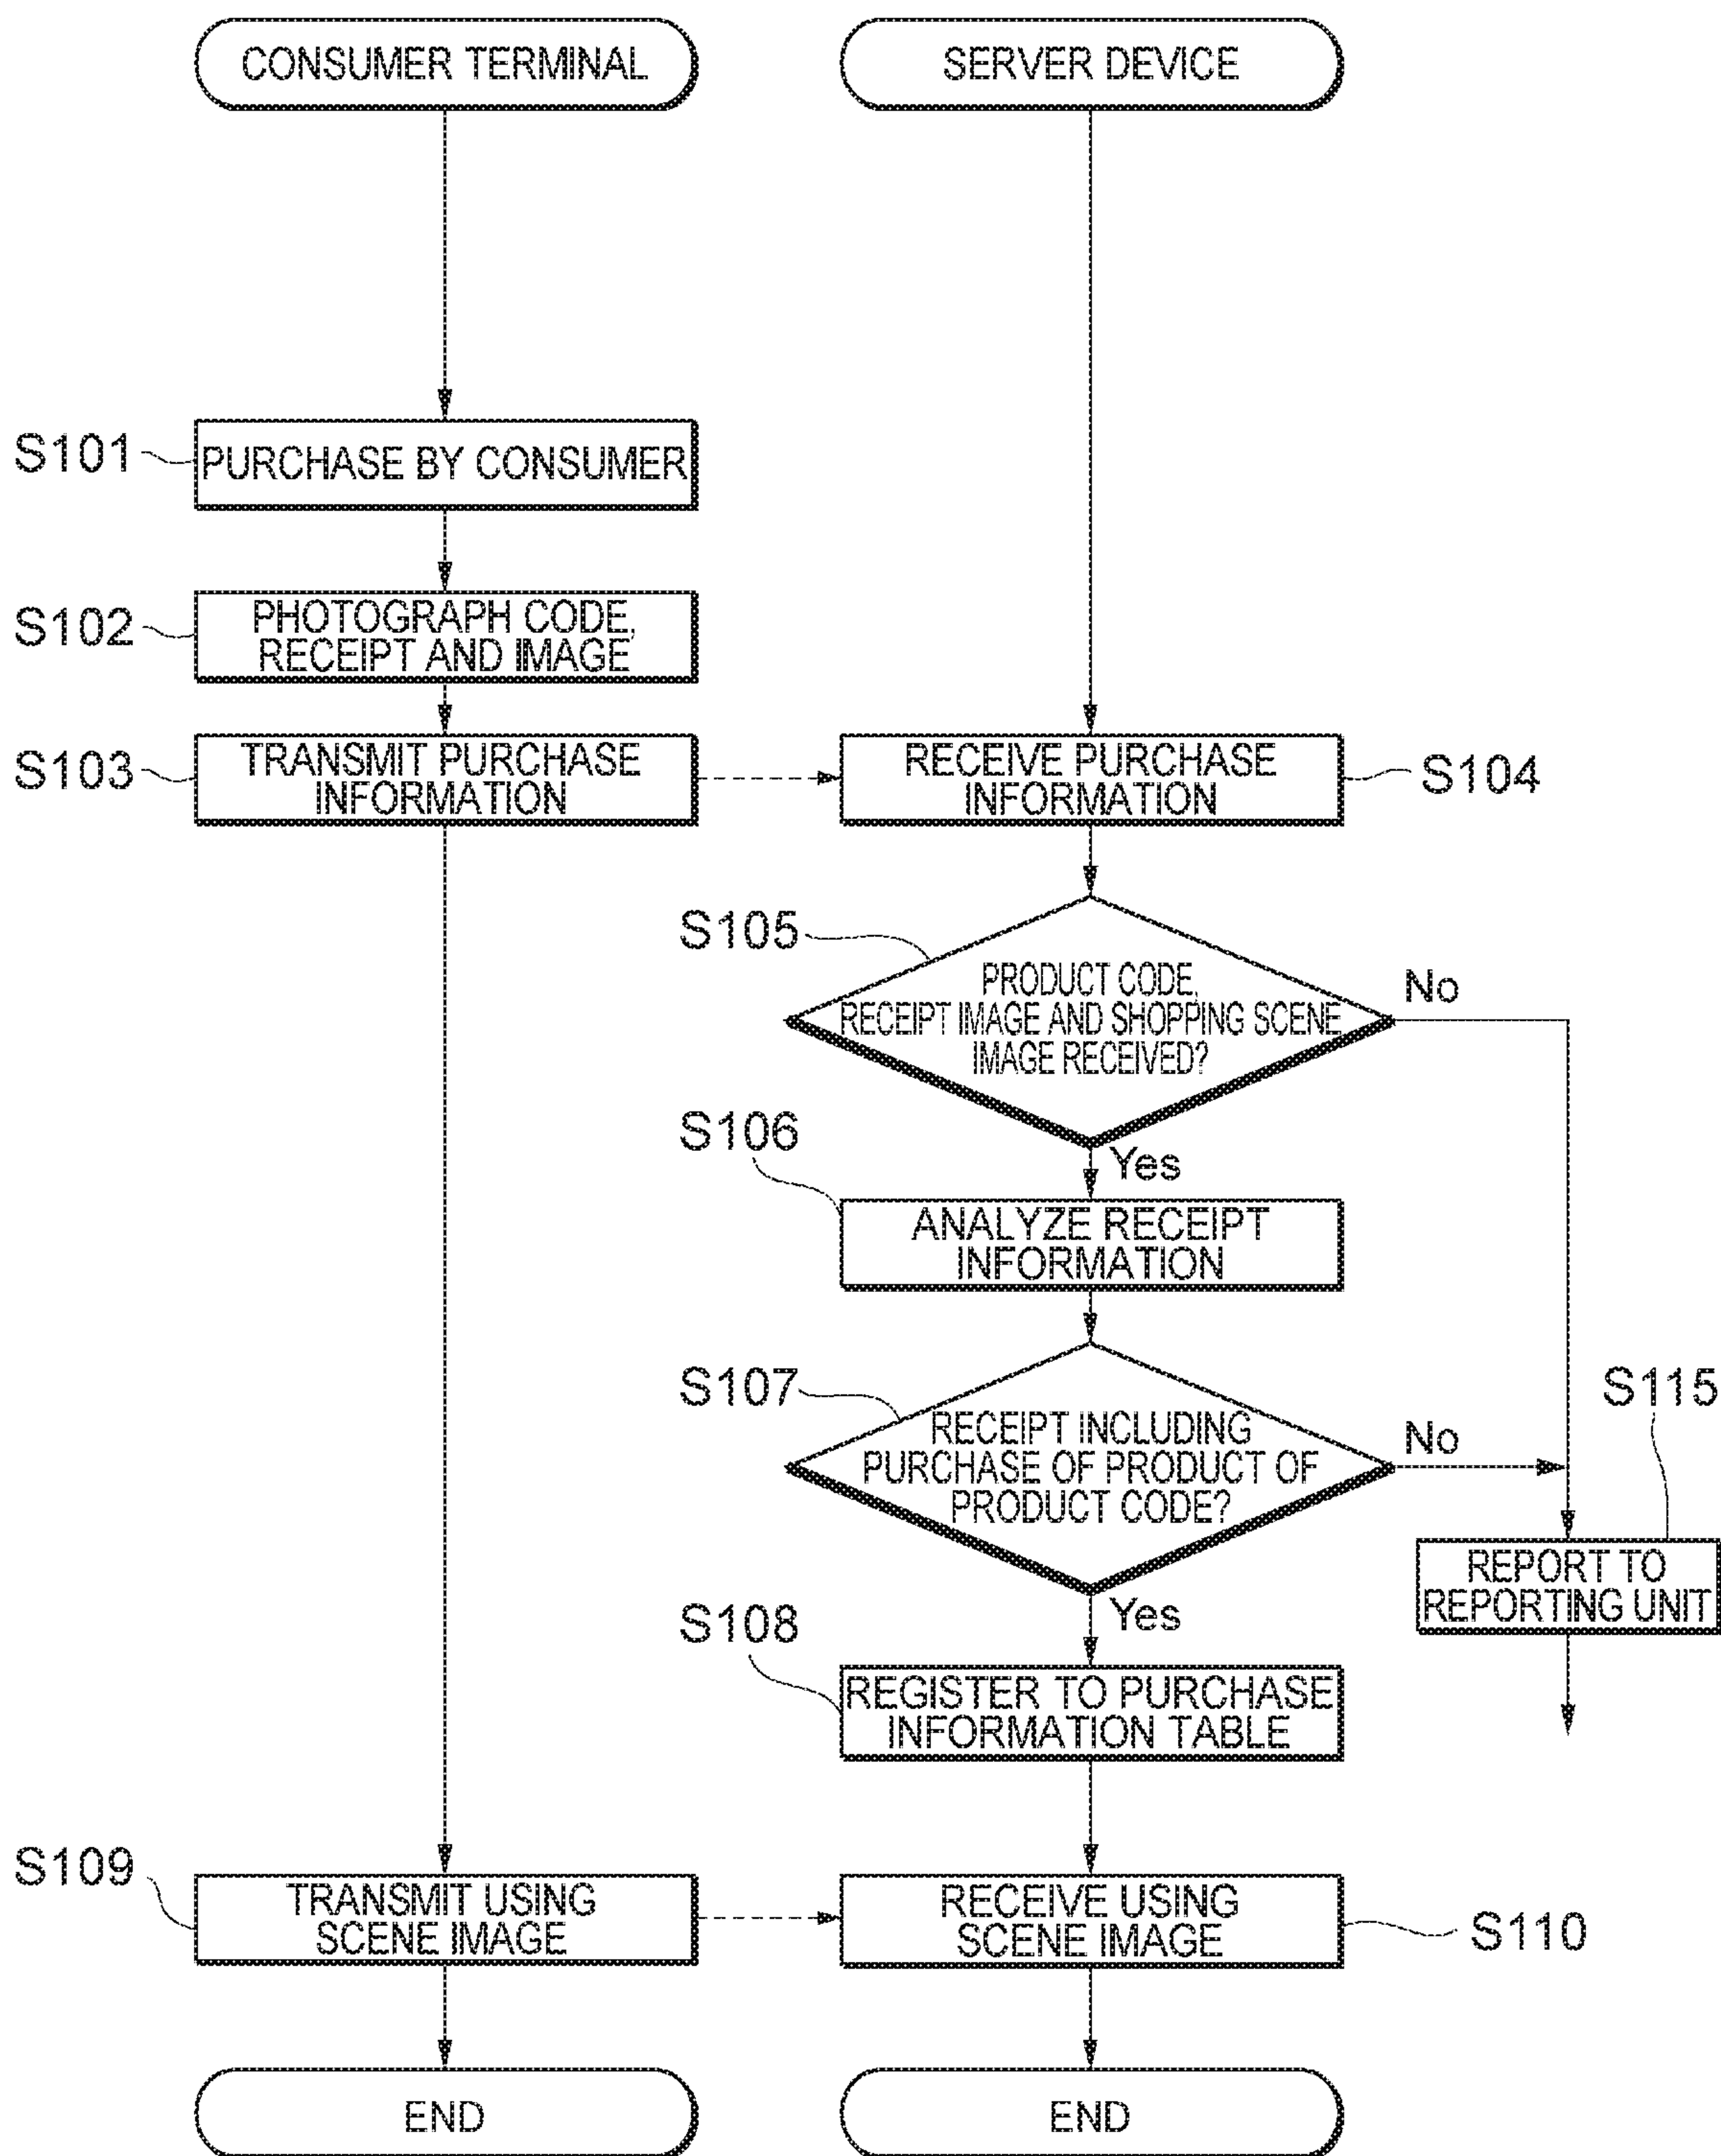 CONSUMER TERMINAL
SERVER DEVICE
S101
PURCHASE BY CONSUMER
S102
PHOTOGRAPH CODE,
RECEIPT AND IMAGE
S103
TRANSMIT PURCHASE
INFORMATION
RECEIVE PURCHASE
INFORMATION
S104
S105
PRODUCT CODE,
RECEIPT IMAGE AND SHOPPING SCENE
IMAGE RECEIVED?
No
S106
Yes
ANALYZE RECEIPT
INFORMATION
S107
RECEIPT INCLUDING
PURCHASE OF PRODUCT OF
PRODUCT CODE?
No
S115
REPORT TO
REPORTING UNIT
S108
Yes
REGISTER TO PURCHASE
INFORMATION TABLE
S109
TRANSMIT USING
SCENE IMAGE
RECEIVE USING
SCENE IMAGE
S110
END
END